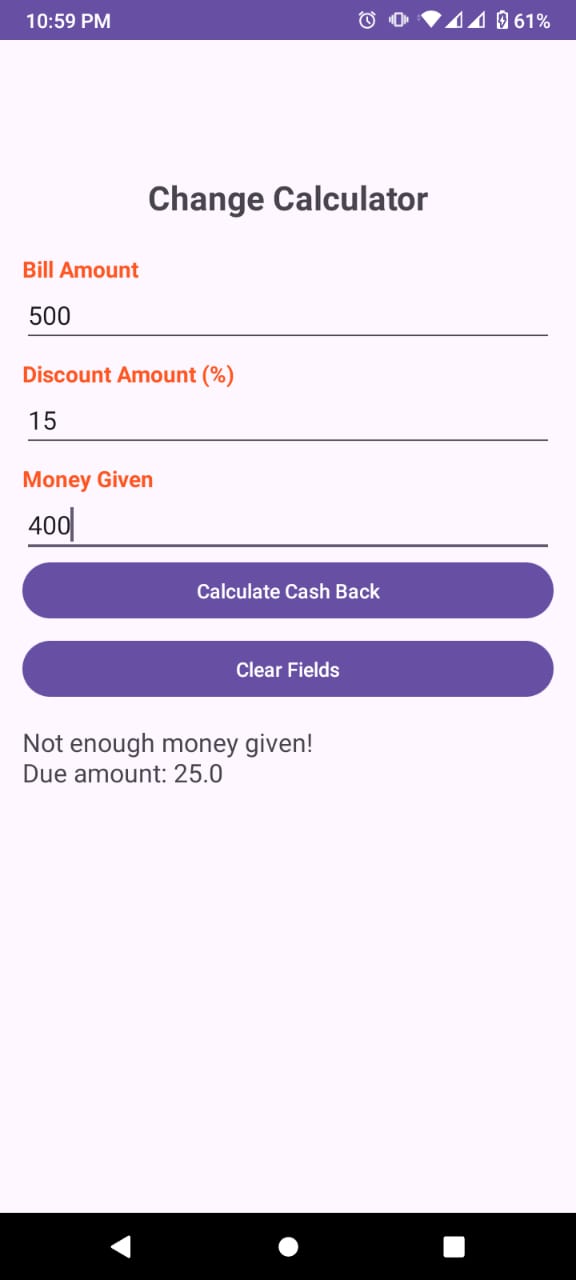 10:59 PM 61%
Change Calculator
Bill Amount
500
Discount Amount (%)
15
Money Given
400
Calculate Cash Back
Clear Fields
Not enough money given!
Due amount: 25.0